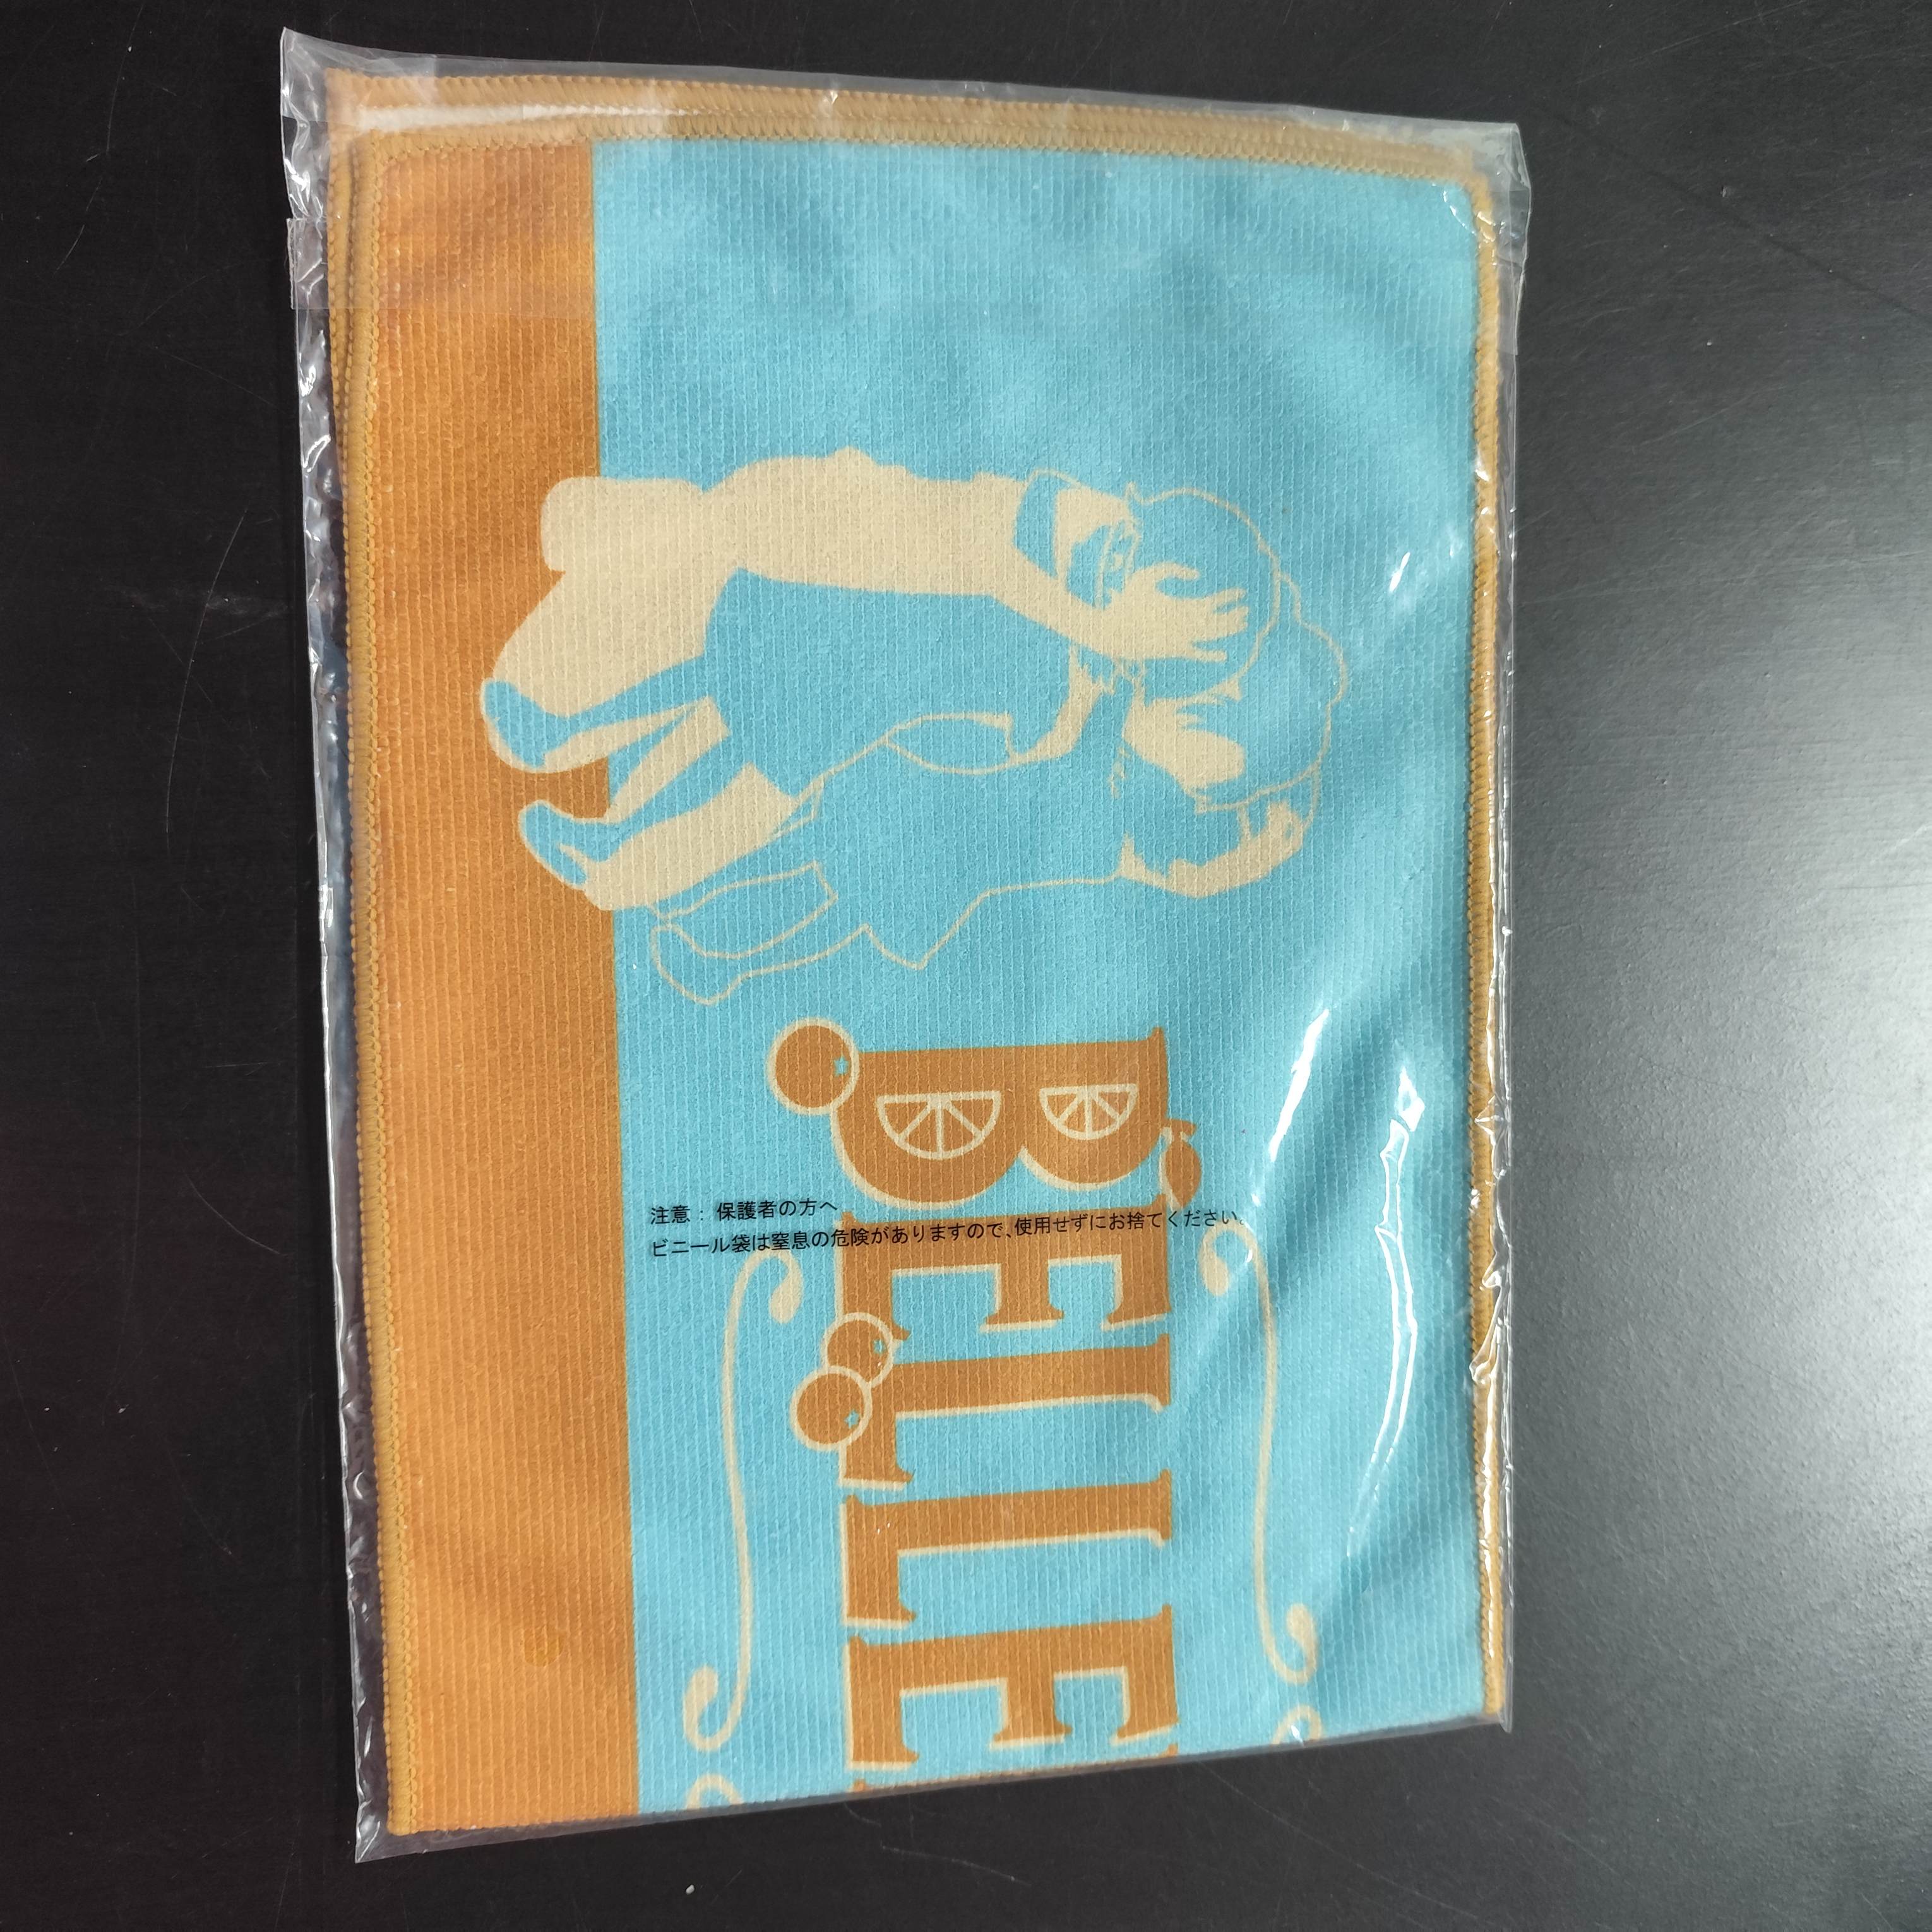 BELLE
注意 : 保護者の方へ
ビニール袋は窒息の危険がありますので、使用せずにお捨てください。